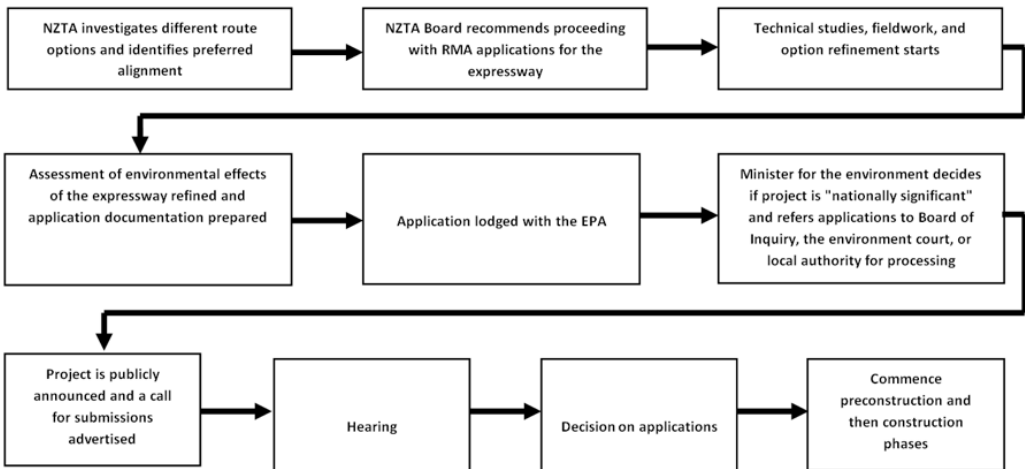 NZTA investigates different route
options and identifies preferred
alignment
NZTA Board recommends proceeding
with RMA applications for the
expressway
Technical studies, fieldwork, and
option refinement starts
Assessment of environmental effects
of the expressway refined and
application documentation prepared
Application lodged with the EPA
Minister for the environment decides
if project is "nationally significant"
and refers applications to Board of
Inquiry, the environment court, or
local authority for processing
Project is publicly
announced and a call
for submissions
advertised
Hearing
Decision on applications
Commence
preconstruction and
then construction
phases